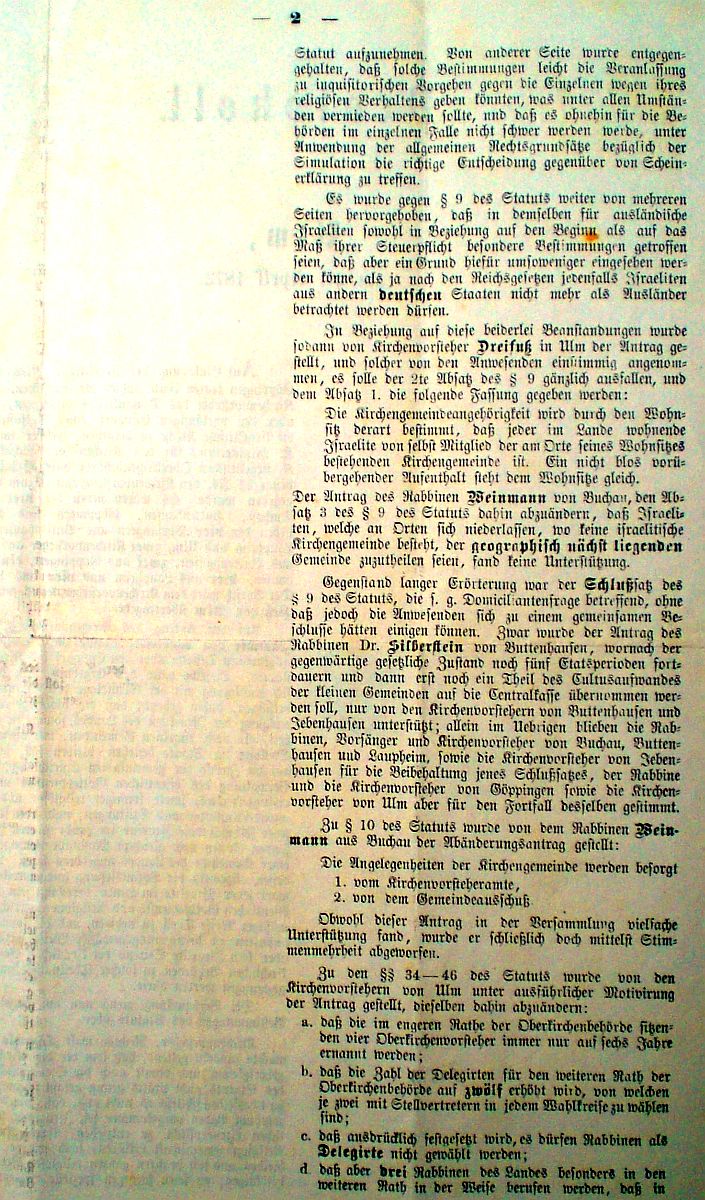 — 2 —
Statut aufzunehmen. Von anderer Seite wurde entgegen-
gehalten, daß solche Bestimmungen leicht die Veranlassung
zu inquisitorischen Vorgehen gegen die Einzelnen wegen ihres
religiösen Verhaltens geben könnten, was unter allen Umstän-
den vermieden werden sollte, und daß es ohnehin für die Be-
hörden im einzelnen Falle nicht schwer werden werde, unter
Anwendung der allgemeinen Rechtsgrundsätze bezüglich der
Simulation die richtige Entscheidung gegenüber von Schein-
erklärung zu treffen.
Es wurde gegen § 9 des Statuts weiter von mehreren
Seiten hervorgehoben, daß in demselben für ausländische
Israeliten sowohl in Beziehung auf den Beginn als auf das
Maß ihrer Steuerpflicht besondere Bestimmungen getroffen
seien, daß aber ein Grund hiefür umsoweniger eingesehen wer-
den könne, als ja nach den Reichsgesetzen jedenfalls Israeliten
aus andern deutschen Staaten nicht mehr als Ausländer
betrachtet werden dürfen.
In Beziehung auf diese beiderlei Beanstandungen wurde
sodann von Kirchenvorsteher Dreifuß in Ulm der Antrag ge-
stellt, und solcher von den Anwesenden einstimmig angenom-
men, es solle der 2te Absatz des § 9 gänzlich ausfallen, und
dem Absatz 1. die folgende Fassung gegeben werden:
Die Kirchengemeindeangehörigkeit wird durch den Wohn-
sitz derart bestimmt, daß jeder im Lande wohnende
Israelite von selbst Mitglied der am Orte seines Wohnsitzes
bestehenden Kirchengemeinde ist. Ein nicht blos vorü-
bergehender Aufenthalt steht dem Wohnsitze gleich.
Der Antrag des Rabbinen Weinmann von Buchau, den Ab-
satz 3 des § 9 des Statuts dahin abzuändern, daß Israeli-
ten, welche an Orten sich niederlassen, wo keine israelitische
Kirchengemeinde besteht, der geographisch nächst liegenden
Gemeinde zuzutheilen seien, fand keine Unterstützung.
Gegenstand langer Erörterung war der Schlußsatz des
§ 9 des Statuts, die s. g. Domiciliantenfrage betreffend, ohne
daß jedoch die Anwesenden sich zu einem gemeinsamen Be-
schlusse hätten einigen können. Zwar wurde der Antrag des
Rabbinen Dr. Silberstein von Buttenhausen, wornach der
gegenwärtige gesetzliche Zustand noch fünf Etatsperioden fort-
dauern und dann erst noch ein Theil des Cultusaufwandes
der kleinen Gemeinden auf die Centralkasse übernommen wer-
den soll, nur von den Kirchenvorstehern von Buttenhausen und
Jebenhausen unterstützt; allein im Uebrigen blieben die Rab-
binen, Vorsänger und Kirchenvorsteher von Buchau, Butten-
hausen und Laupheim, sowie die Kirchenvorsteher von Jeben-
hausen für die Beibehaltung jenes Schlußsatzes, der Rabbine
und die Kirchenvorsteher von Göppingen sowie die Kirchen-
vorsteher von Ulm aber für den Fortfall desselben gestimmt.
Zu § 10 des Statuts wurde von dem Rabbinen Wein-
mann aus Buchau der Abänderungsantrag gestellt:
Die Angelegenheiten der Kirchengemeinde werden besorgt
1. vom Kirchenvorsteheramte,
2. von dem Gemeindeausschuß
Obwohl dieser Antrag in der Versammlung vielfache
Unterstützung fand, wurde er schließlich doch mittelst Stim-
menmehrheit abgeworfen.
Zu den §§ 34—46 des Statuts wurde von den
Kirchenvorstehern von Ulm unter ausführlicher Motivirung
der Antrag gestellt, dieselben dahin abzuändern:
a. daß die im engeren Rathe der Oberkirchenbehörde sitzen-
den vier Oberkirchenvorsteher immer nur auf sechs Jahre
ernannt werden;
b. daß die Zahl der Delegirten für den weiteren Rath der
Oberkirchenbehörde auf zwölf erhöht wird, von welchen
je zwei mit Stellvertretern in jedem Wahlkreise zu wählen
sind;
c. daß ausdrücklich festgesetzt wird, es dürfen Rabbinen als
Delegirte nicht gewählt werden;
d daß aber drei Rabbinen des Landes besonders in den
weiteren Rath in der Weise berufen werden, daß in